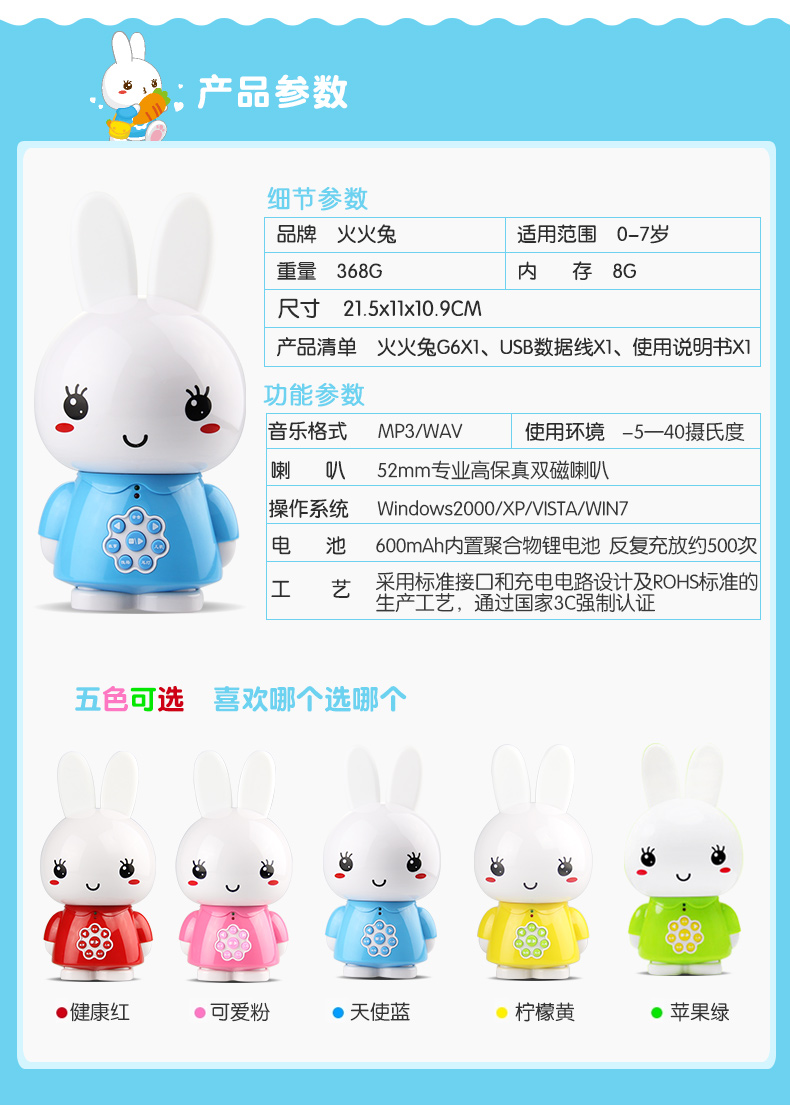 产品参数
细节参数
品牌 火火兔 适用范围 0-7岁
重量 368G 内 存 8G
尺寸 21.5x11x10.9CM
产品清单 火火兔G6X1、USB数据线X1、使用说明书X1
功能参数
音乐格式 MP3/WAV 使用环境 -5—40摄氏度
喇 叭 52mm专业高保真双磁喇叭
操作系统 Windows2000/XP/VISTA/WIN7
电 池 600mAh内置聚合物锂电池 反复充放约500次
工 艺 采用标准接口和充电电路设计及ROHS标准的
生产工艺，通过国家3C强制认证
五色可选 喜欢哪个选哪个
健康红 可爱粉 天使蓝 柠檬黄 苹果绿